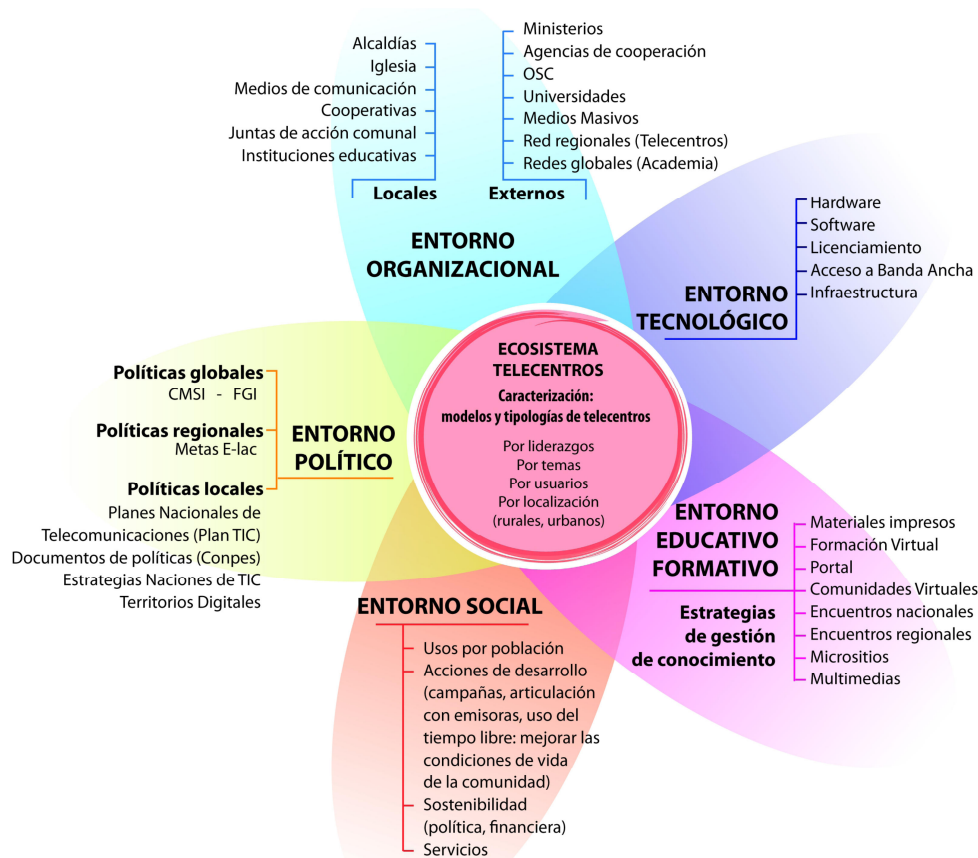 Alcaldías
Iglesia
Medios de comunicación
Cooperativas
Juntas de acción comunal
Instituciones educativas
Locales
Ministerios
Agencias de cooperación
OSC
Universidades
Medios Masivos
Red regionales (Telecentros)
Redes globales (Academia)
Externos
ENTORNO
ORGANIZACIONAL
Hardware
Software
Licenciamiento
Acceso a Banda Ancha
Infraestructura
ENTORNO
TECNOLÓGICO
ECOSISTEMA
TELECENTROS
Caracterización:
modelos y tipologías de telecentros
Por liderazgos
Por temas
Por usuarios
Por localización
(rurales, urbanos)
Políticas globales
CMSI - FGI
Políticas regionales
Metas E-lac
Políticas locales
Planes Nacionales de
Telecomunicaciones (Plan TIC)
Documentos de políticas (Conpes)
Estrategias Naciones de TIC
Territorios Digitales
ENTORNO
POLÍTICO
ENTORNO
EDUCATIVO
FORMATIVO
Estrategias
de gestión
de conocimiento
Materiales impresos
Formación Virtual
Portal
Comunidades Virtuales
Encuentros nacionales
Encuentros regionales
Micrositios
Multimedias
ENTORNO SOCIAL
Usos por población
Acciones de desarrollo
(campañas, articulación
con emisoras, uso del
tiempo libre: mejorar las
condiciones de vida
de la comunidad)
Sostenibilidad
(política, financiera)
Servicios